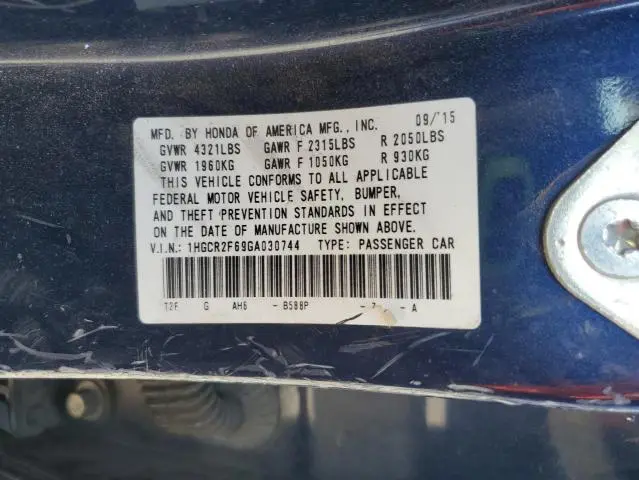 MFD. BY HONDA OF AMERICA MFG., INC. 09/'15
GVWR 4321LBS GAWR F 2315LBS R 2050LBS
GVWR 1960KG GAWR F 1050KG R 930KG
THIS VEHICLE CONFORMS TO ALL APPLICABLE
FEDERAL MOTOR VEHICLE SAFETY, BUMPER,
AND THEFT PREVENTION STANDARDS IN EFFECT
ON THE DATE OF MANUFACTURE SHOWN ABOVE.
V.I.N.: 1HGCR2F69GA030744 TYPE: PASSENGER CAR
T2F G AH6 -B588P -7 -A